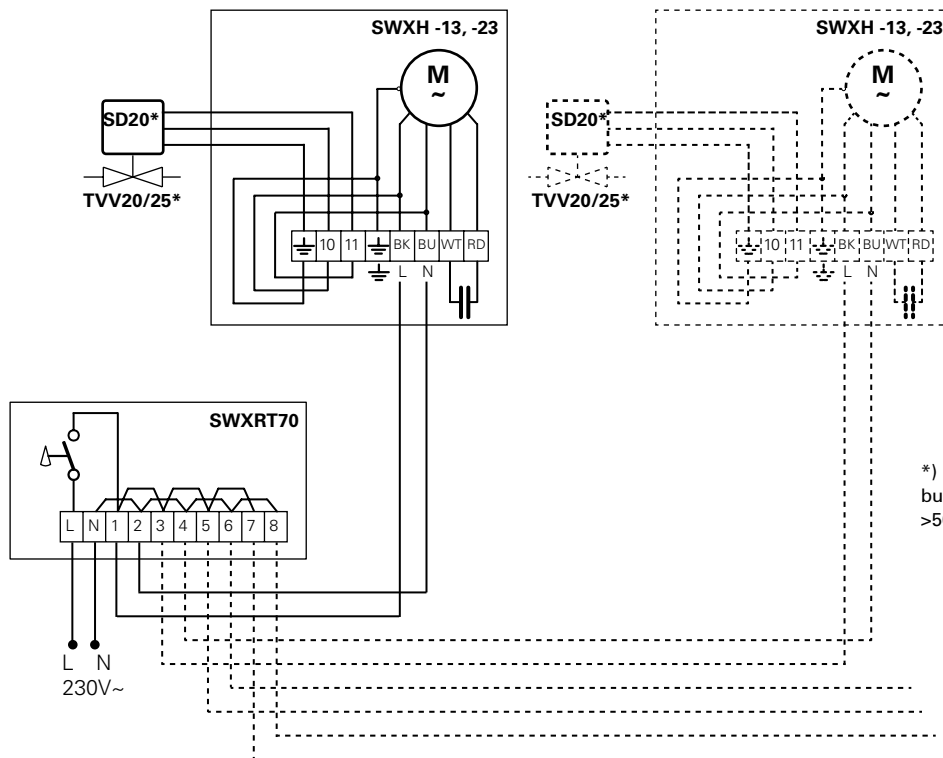 SWXH -13, -23
M
~
SD20*
TVV20/25*
10 11 BK BU WT RD
L N
SWXH -13, -23
M
~
SD20*
TVV20/25*
10 11 BK BU WT RD
L N
SWXRT70
L N 1 2 3 4 5 6 7 8
L N
230V~
*)
bu